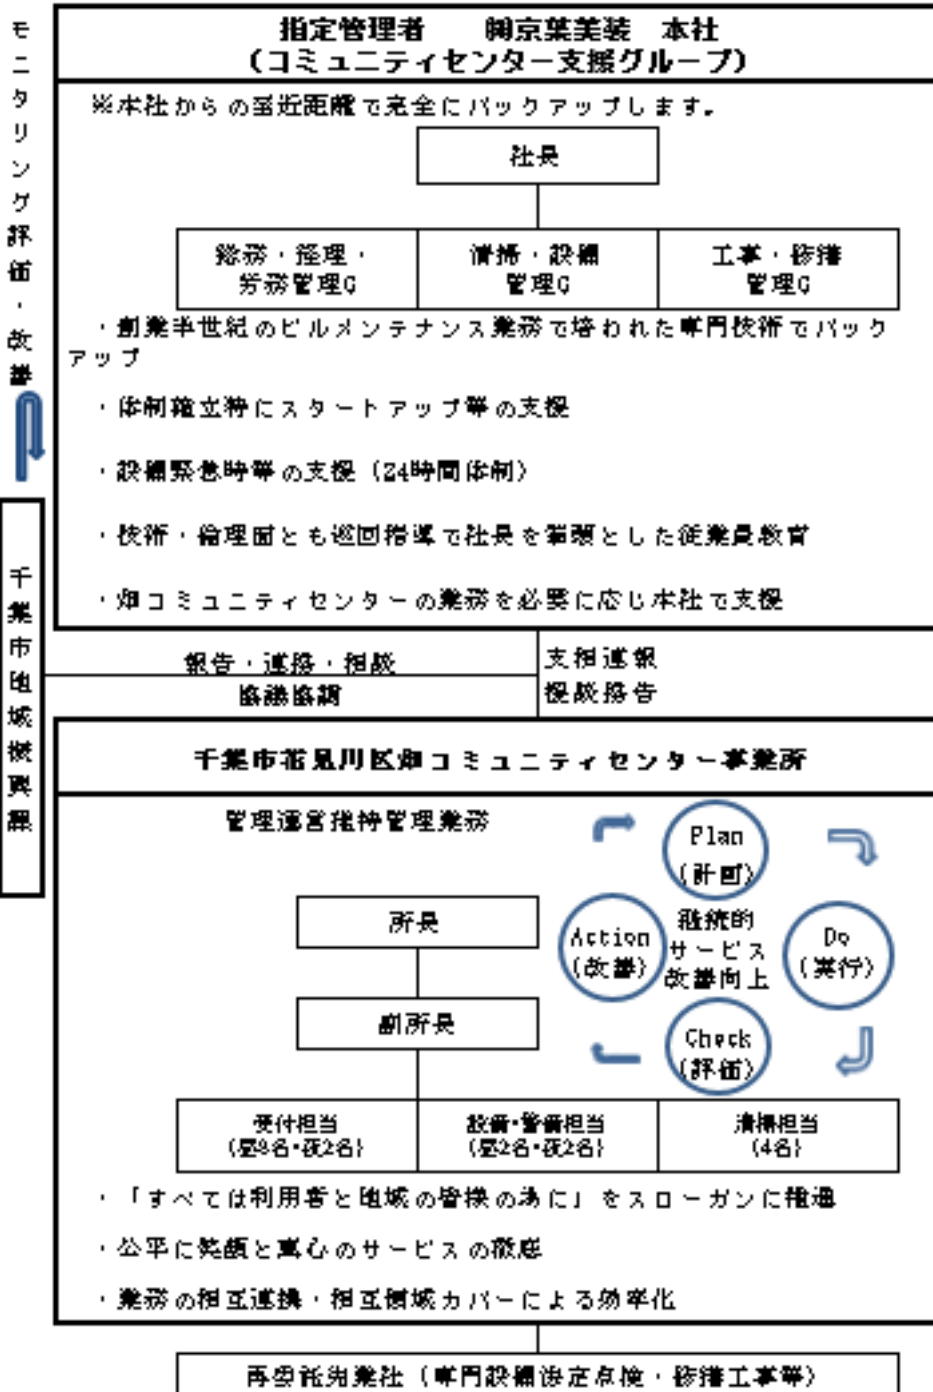 モニタリング評価・改善
指定管理者　㈱京葉美装　本社
（コミュニティセンター支援グループ）
※本社からの至近距離で完全にバックアップします。
社長
総務・経理・
労務管理G
清掃・設備
管理G
工事・修繕
管理G
・創業半世紀のビルメンテナンス業務で培われた専門技術でバック
アップ
・体制確立特にスタートアップ等の支援
・設備緊急時等の支援（24時間体制）
・技術・倫理面とも巡回指導で社長を筆頭とした従業員教育
・畑コミュニティセンターの業務を必要に応じ本社で支援
千葉市地域振興課
報告・連絡・相談
協議協調
支相連報
援談絡告
千葉市花見川区畑コミュニティセンター事業所
管理運営維持管理業務
所長
副所長
Plan
（計画）
Action
（改善）
継続的
サービス
改善向上
Do
（実行）
Check
（評価）
受付担当
（昼3名・夜2名）
設備・警備担当
（昼2名・夜2名）
清掃担当
（4名）
・「すべては利用者と地域の皆様の為に」をスローガンに推進
・公平に笑顔と真心のサービスの徹底
・業務の相互連携・相互領域カバーによる効率化
再委託先業社（専門設備法定点検・修繕工事等）